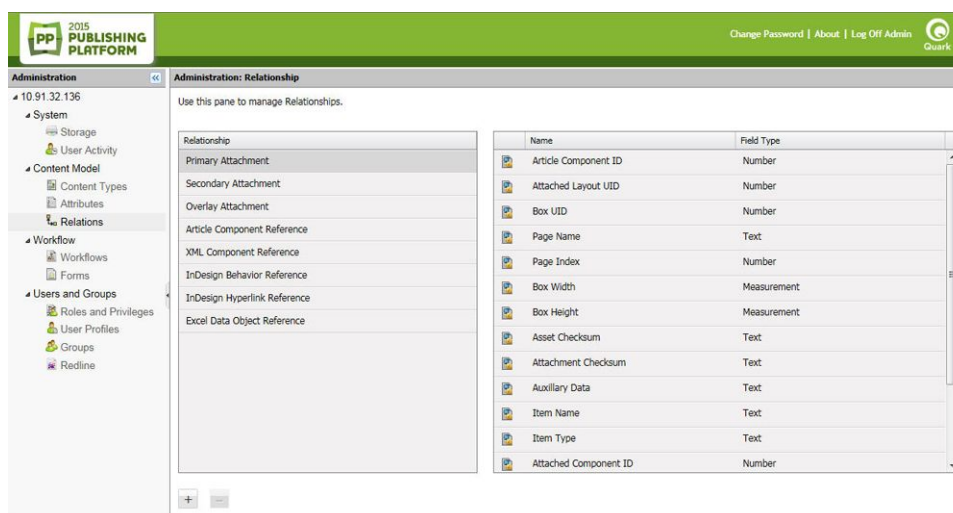 PP
2015
PUBLISHING
PLATFORM
Change Password | About | Log Off Admin
Quark
Administration
Administration: Relationship
10.91.32.136
System
Storage
User Activity
Content Model
Content Types
Attributes
Relations
Workflow
Workflows
Forms
Users and Groups
Roles and Privileges
User Profiles
Groups
Redline
Use this pane to manage Relationships.
Relationship
Primary Attachment
Secondary Attachment
Overlay Attachment
Article Component Reference
XML Component Reference
InDesign Behavior Reference
InDesign Hyperlink Reference
Excel Data Object Reference
Name Field Type
Article Component ID Number
Attached Layout UID Number
Box UID Number
Page Name Text
Page Index Number
Box Width Measurement
Box Height Measurement
Asset Checksum Text
Attachment Checksum Text
Auxillary Data Text
Item Name Text
Item Type Text
Attached Component ID Number